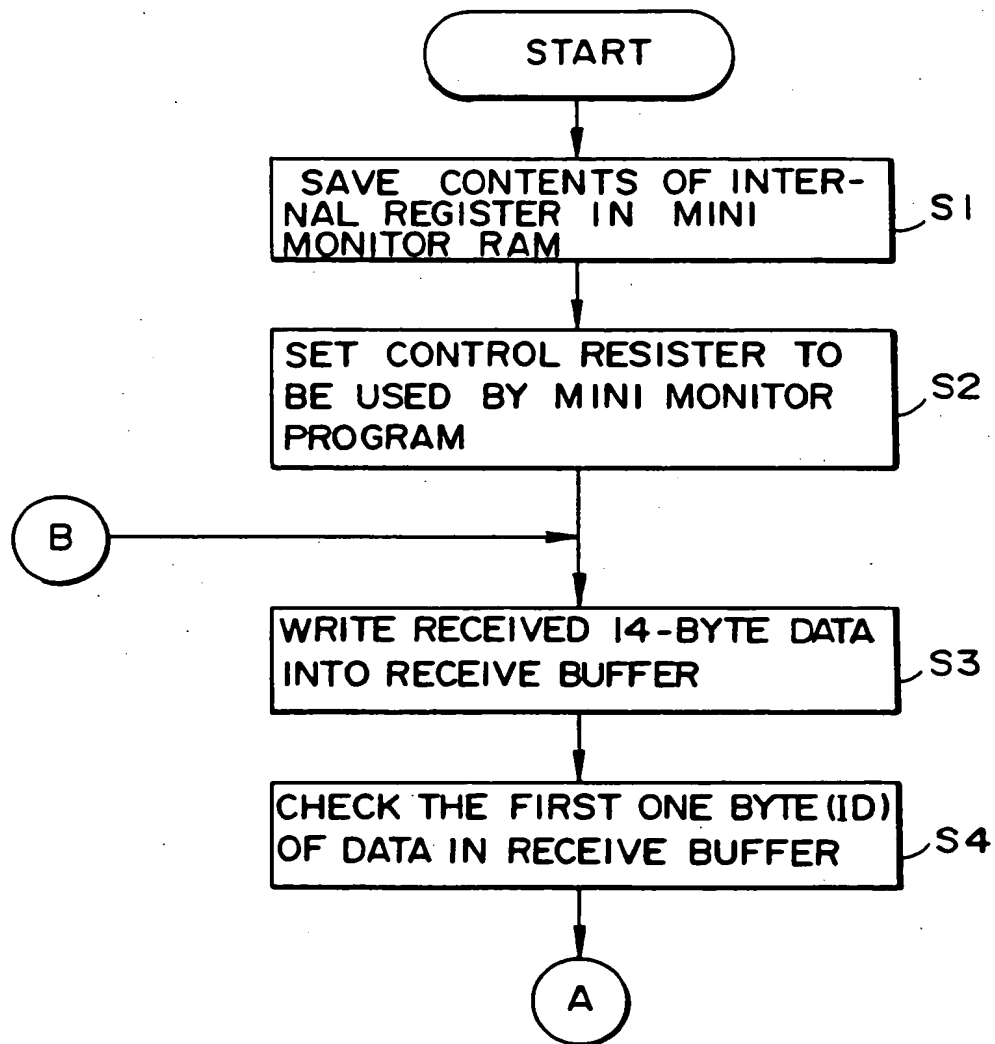 START
SAVE CONTENTS OF INTER-
NAL REGISTER IN MINI
MONITOR RAM
S1
SET CONTROL RESISTER TO
BE USED BY MINI MONITOR
PROGRAM
S2
B
WRITE RECEIVED 14-BYTE DATA
INTO RECEIVE BUFFER
S3
CHECK THE FIRST ONE BYTE (ID)
OF DATA IN RECEIVE BUFFER
S4
A